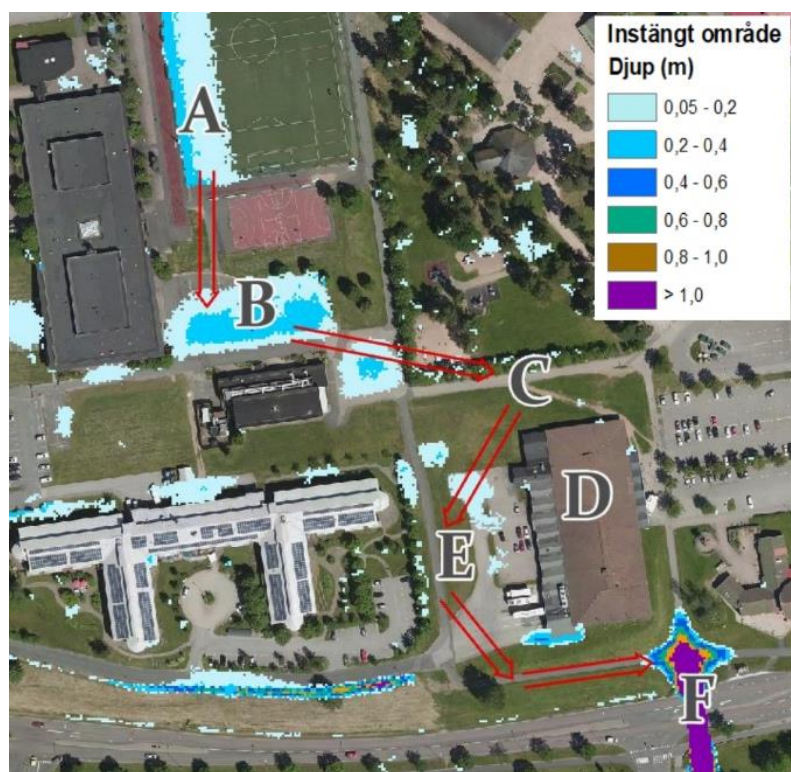 Instängt område
Djup (m)
0,05 - 0,2
0,2 - 0,4
0,4 - 0,6
0,6 - 0,8
0,8 - 1,0
> 1,0
A
B
C
D
E
F